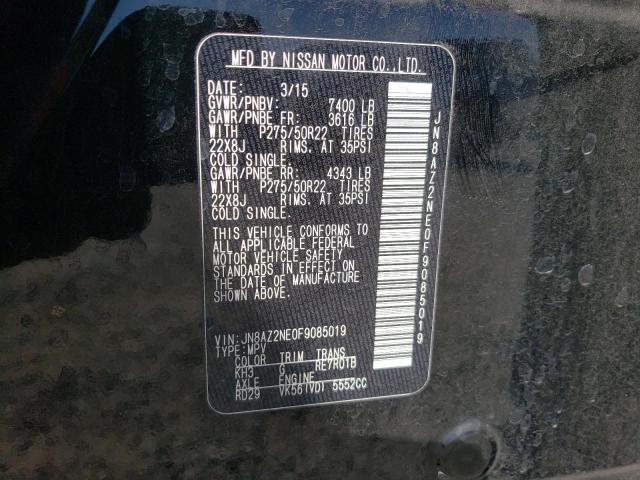 MFD BY NISSAN MOTOR CO.,LTD.
DATE: 3/15
GVWR/PNBV: 7400 LB
GAWR/PNBE FR: 3616 LB
WITH P275/50R22 TIRES
22X8J RIMS. AT 35PSI
COLD SINGLE.
GAWR/PNBE RR: 4343 LB
WITH P275/50R22 TIRES
22X8J RIMS. AT 35PSI
COLD SINGLE.
THIS VEHICLE CONFORMS TO
ALL APPLICABLE FEDERAL
MOTOR VEHICLE SAFETY
STANDARDS IN EFFECT ON
THE DATE OF MANUFACTURE
SHOWN ABOVE.
VIN: JN8AZ2NE0F9085019
TYPE: MPV
COLOR TRIM TRANS
KH3 G RE7R01B
AXLE ENGINE
RD29 VK56(VD) 5552CC
JN8AZ2NE0F9085019